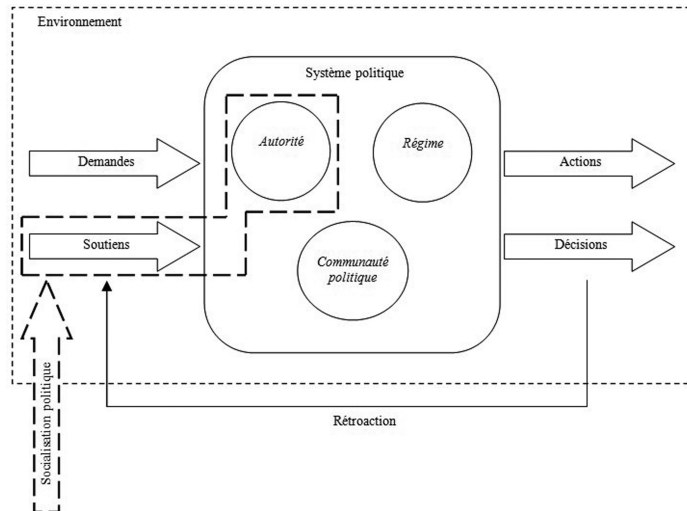 Environnement
Système politique
Autorité
Régime
Demandes
Actions
Soutiens
Décisions
Communauté
politique
Socialisation politique
Rétroaction